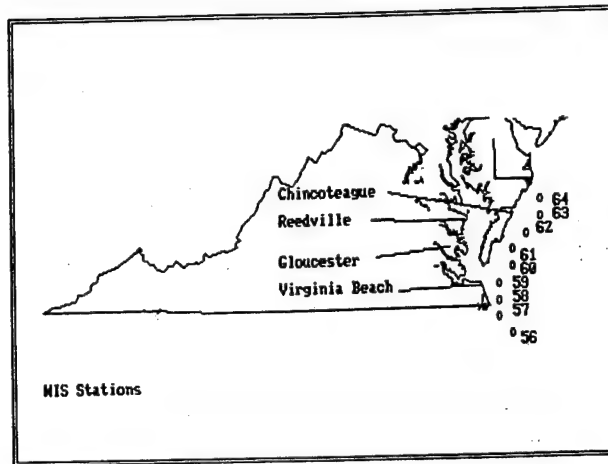 Chincoteague
Reedville
Gloucester
Virginia Beach
64
63
62
61
60
59
58
57
56
WIS Stations